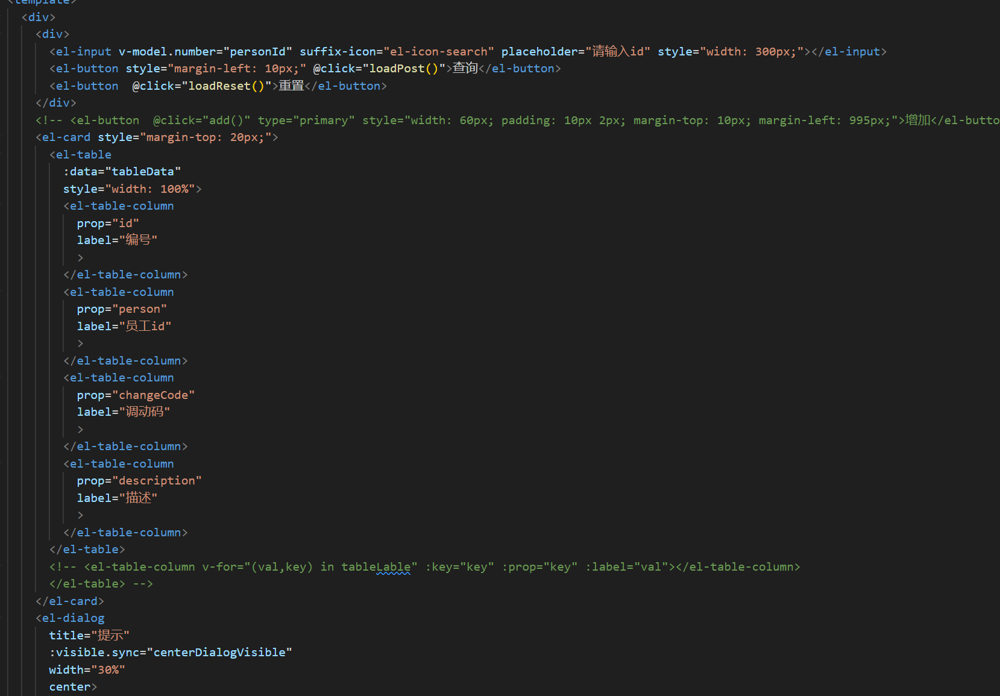 <template>
<div>
<div>
<el-input v-model.number="personId" suffix-icon="el-icon-search" placeholder="请输入id" style="width: 300px;"></el-input>
<el-button style="margin-left: 10px;" @click="loadPost()">查询</el-button>
<el-button  @click="loadReset()">重置</el-button>
</div>
<!-- <el-button  @click="add()" type="primary" style="width: 60px; padding: 10px 2px; margin-top: 10px; margin-left: 995px;">增加</el-butto
<el-card style="margin-top: 20px;">
<el-table
:data="tableData"
style="width: 100%">
<el-table-column
prop="id"
label="编号"
>
</el-table-column>
<el-table-column
prop="person"
label="员工id"
>
</el-table-column>
<el-table-column
prop="changeCode"
label="调动码"
>
</el-table-column>
<el-table-column
prop="description"
label="描述"
>
</el-table-column>
</el-table>
<!-- <el-table-column v-for="(val,key) in tableLable" :key="key" :prop="key" :label="val"></el-table-column>
</el-table> -->
</el-card>
<el-dialog
title="提示"
:visible.sync="centerDialogVisible"
width="30%"
center>